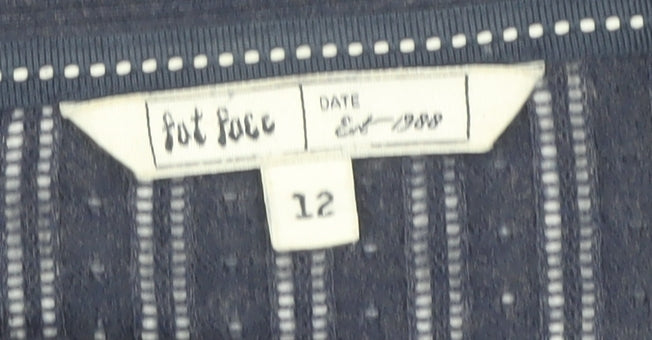 fat face
DATE
Est 1988
12